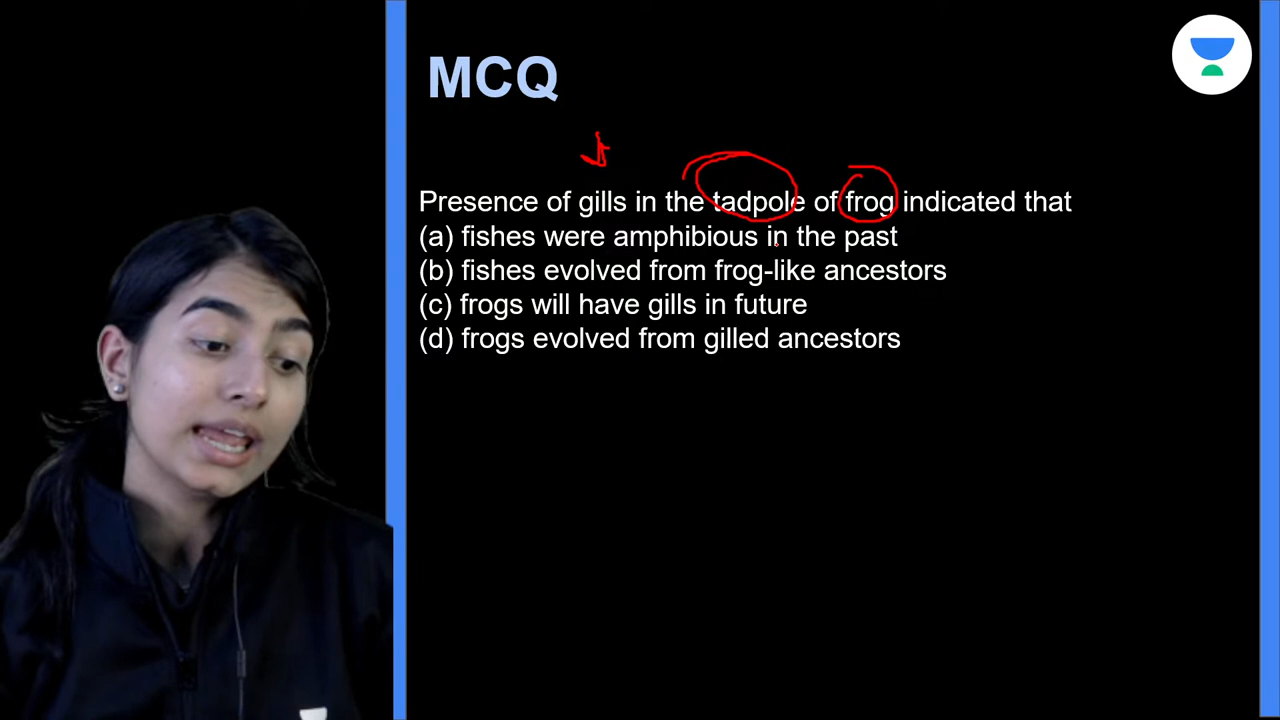 MCQ
Presence of gills in the tadpole of frog indicated that
(a) fishes were amphibious in the past
(b) fishes evolved from frog-like ancestors
(c) frogs will have gills in future
(d) frogs evolved from gilled ancestors